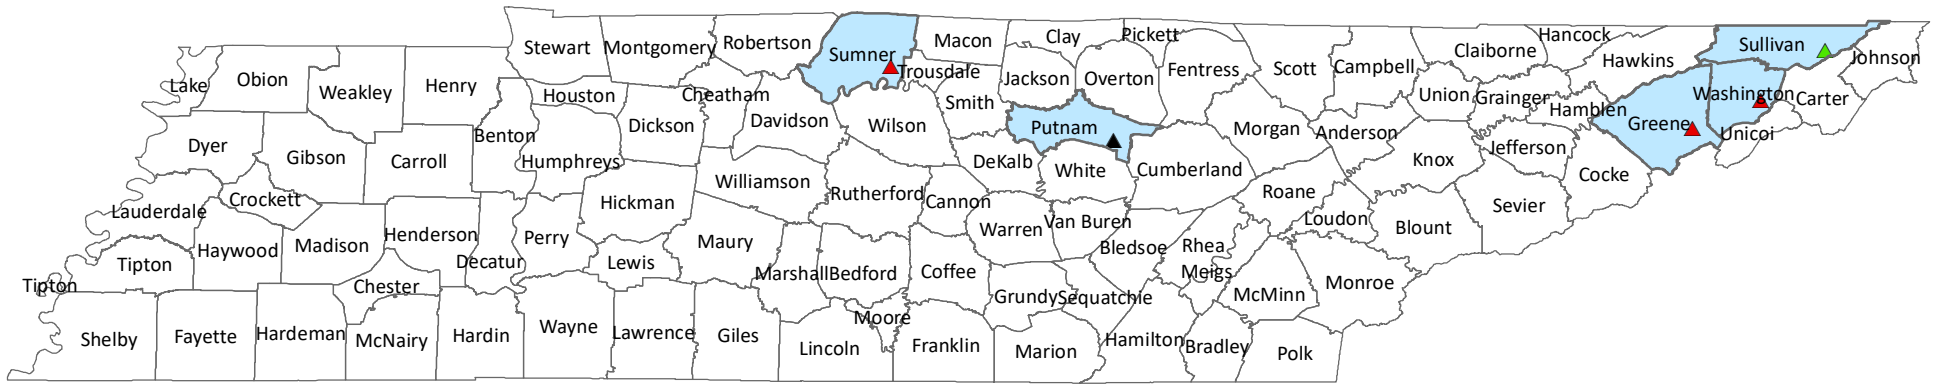 Stewart
Montgomery
Robertson
Sumner
Macon
Clay
Pickett
Hancock
Claiborne
Sullivan
Lake
Obion
Weakley
Henry
Houston
Cheatham
Trousdale
Jackson
Overton
Fentress
Scott
Campbell
Hawkins
Johnson
Benton
Dickson
Davidson
Wilson
Smith
Putnam
Morgan
Anderson
Union
Grainger
Hamblen
Greene
Washington
Carter
Unicoi
Dyer
Gibson
Carroll
Humphreys
Williamson
Rutherford
DeKalb
White
Cumberland
Roane
Knox
Jefferson
Cocke
Sevier
Lauderdale
Crockett
Haywood
Madison
Henderson
Decatur
Perry
Hickman
Lewis
Maury
Marshall
Bedford
Cannon
Coffee
Warren
Van Buren
Bledsoe
Rhea
Meigs
Loudon
Blount
Monroe
McMinn
Tipton
Tipton
Chester
Grundy
Sequatchie
Moore
Shelby
Fayette
Hardeman
McNairy
Hardin
Wayne
Lawrence
Giles
Lincoln
Franklin
Marion
Hamilton
Bradley
Polk